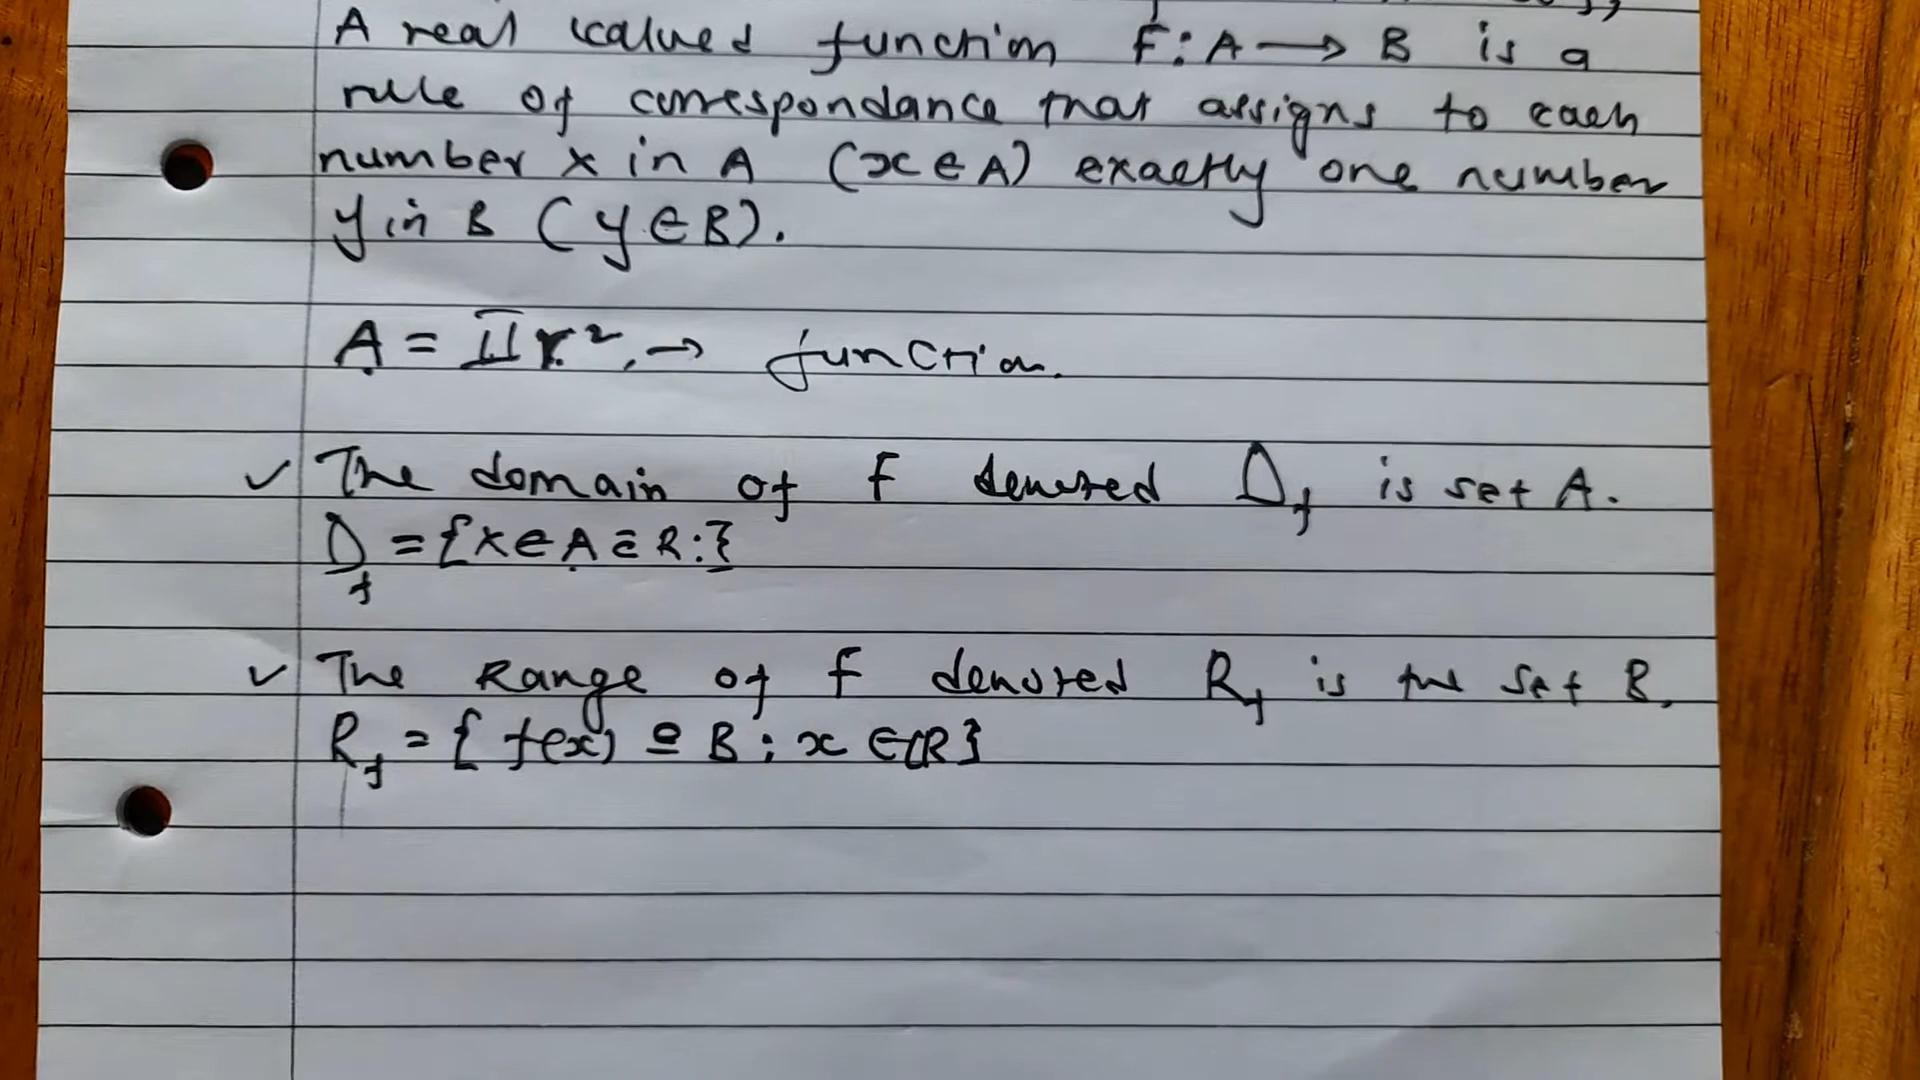 A real valued function F: A → B is a
rule of correspondance that assigns to each
number x in A (x ∈ A) exactly one number
y in B (y ∈ B).
A = πr², → function.
✓ The domain of F denoted D_f is set A.
D_f = {x ∈ A ∈ R:}
✓ The Range of f denoted R_f is the set B.
R_f = { f(x) ∈ B ; x ∈ ℝ}